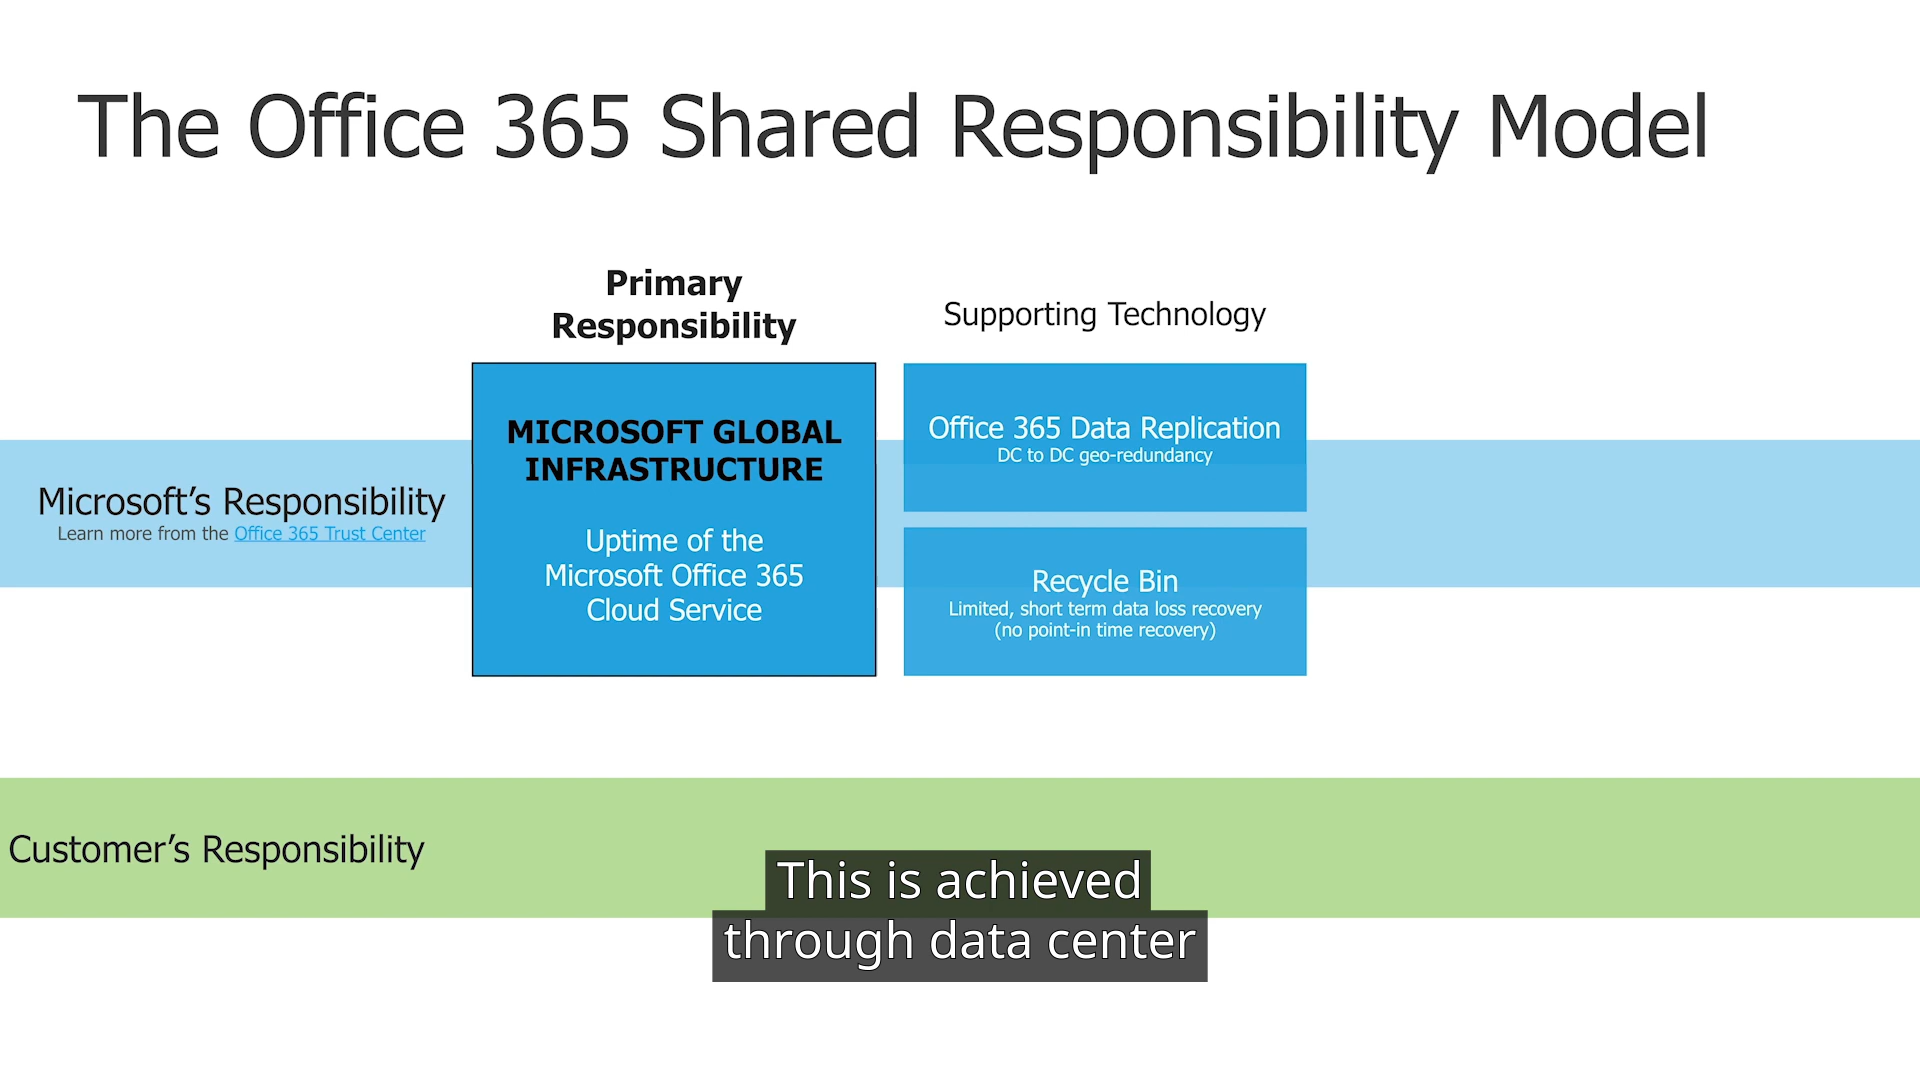 The Office 365 Shared Responsibility Model
Primary
Responsibility
Supporting Technology
MICROSOFT GLOBAL
INFRASTRUCTURE
Uptime of the
Microsoft Office 365
Cloud Service
Office 365 Data Replication
DC to DC geo-redundancy
Recycle Bin
Limited, short term data loss recovery
(no point-in time recovery)
Microsoft’s Responsibility
Learn more from the Office 365 Trust Center
Customer’s Responsibility
This is achieved
through data center